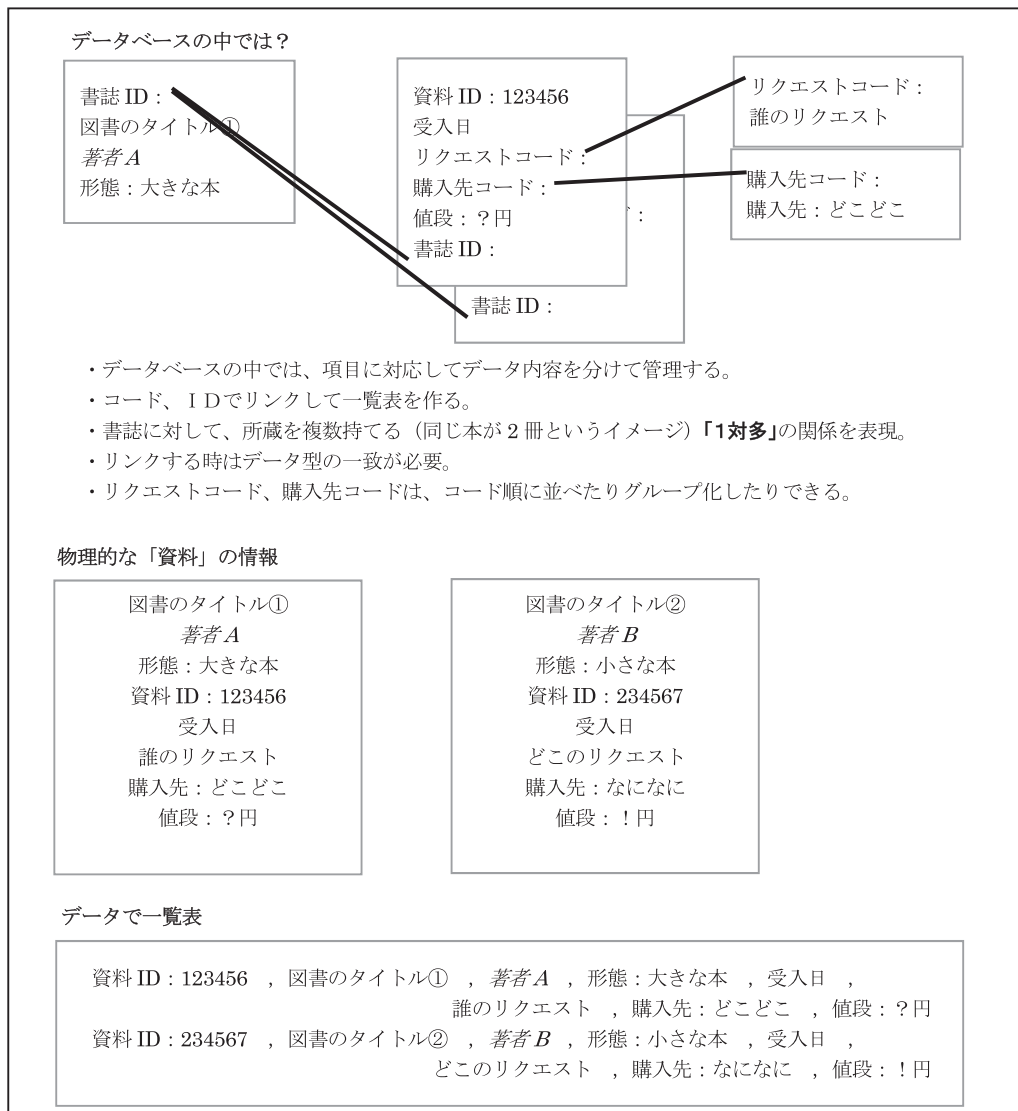 データベースの中では？
書誌 ID：
図書のタイトル①
著者 A
形態：大きな本
資料 ID：123456
受入日
リクエストコード：
購入先コード：
値段：？円
書誌 ID：
：
書誌 ID：
リクエストコード：
誰のリクエスト
購入先コード：
購入先：どこどこ
・データベースの中では、項目に対応してデータ内容を分けて管理する。
・コード、ＩＤでリンクして一覧表を作る。
・書誌に対して、所蔵を複数持てる（同じ本が 2 冊というイメージ）「1対多」の関係を表現。
・リンクする時はデータ型の一致が必要。
・リクエストコード、購入先コードは、コード順に並べたりグループ化したりできる。
物理的な「資料」の情報
図書のタイトル①
著者 A
形態：大きな本
資料 ID：123456
受入日
誰のリクエスト
購入先：どこどこ
値段：？円
図書のタイトル②
著者 B
形態：小さな本
資料 ID：234567
受入日
どこのリクエスト
購入先：なになに
値段：！円
データで一覧表
資料 ID：123456　，図書のタイトル①　，著者 A　，形態：大きな本　，受入日　，
誰のリクエスト　，購入先：どこどこ　，値段：？円
資料 ID：234567　，図書のタイトル②　，著者 B　，形態：小さな本　，受入日　，
どこのリクエスト　，購入先：なになに　，値段：！円